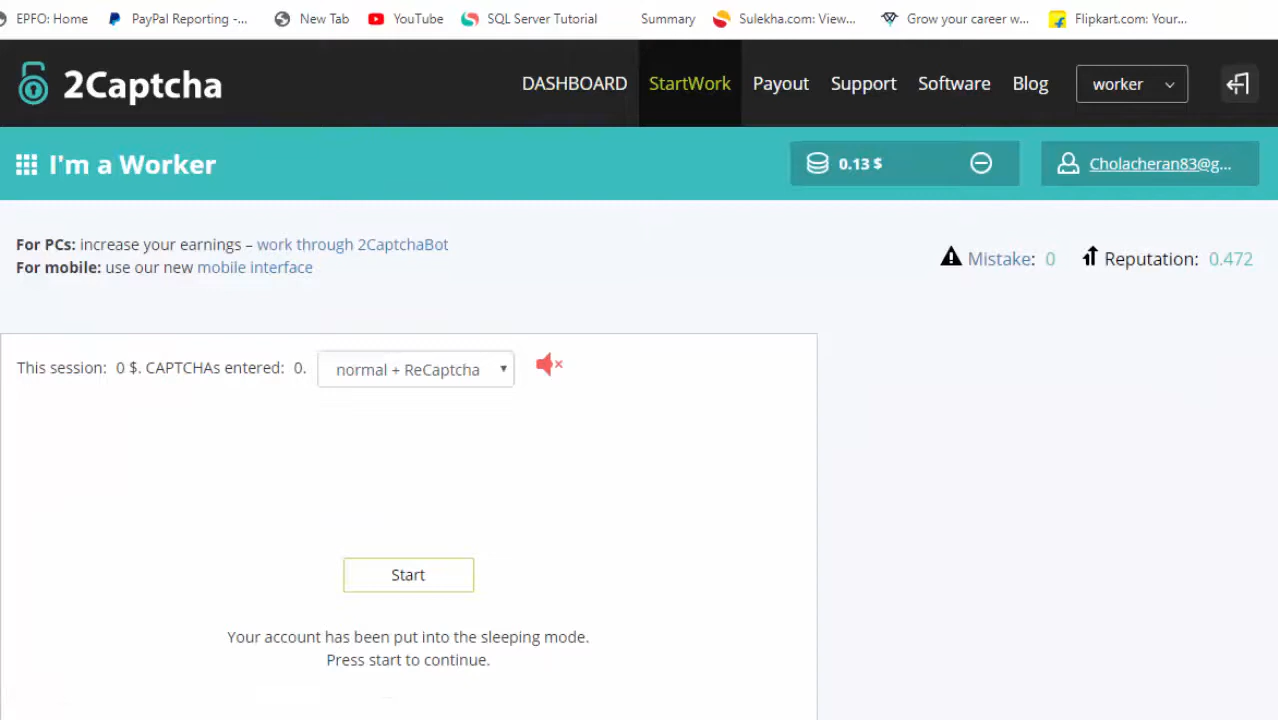 EPFO: Home PayPal Reporting -... New Tab YouTube SQL Server Tutorial Summary Sulekha.com: View... Grow your career w... Flipkart.com: Your...
2Captcha DASHBOARD StartWork Payout Support Software Blog worker
I'm a Worker 0.13 $ Cholacheran83@g...
For PCs: increase your earnings – work through 2CaptchaBot
For mobile: use our new mobile interface
Mistake: 0 Reputation: 0.472
This session: 0 $. CAPTCHAs entered: 0. normal + ReCaptcha
Start
Your account has been put into the sleeping mode.
Press start to continue.